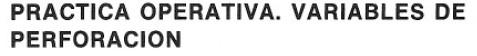 PRACTICA OPERATIVA. VARIABLES DE
PERFORACION